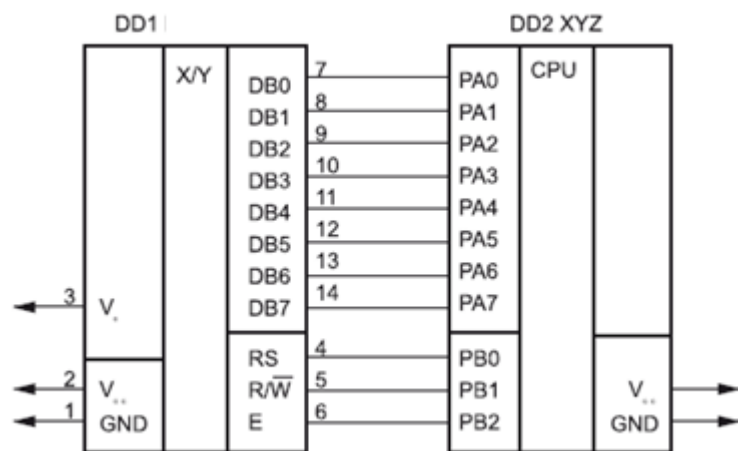 DD1 DD2 XYZ
X/Y CPU
DB0 7 PA0
DB1 8 PA1
DB2 9 PA2
DB3 10 PA3
DB4 11 PA4
DB5 12 PA5
DB6 13 PA6
3 V DB7 14 PA7
RS 4 PB0
2 V R/W̅ 5 PB1 V
1 GND E 6 PB2 GND